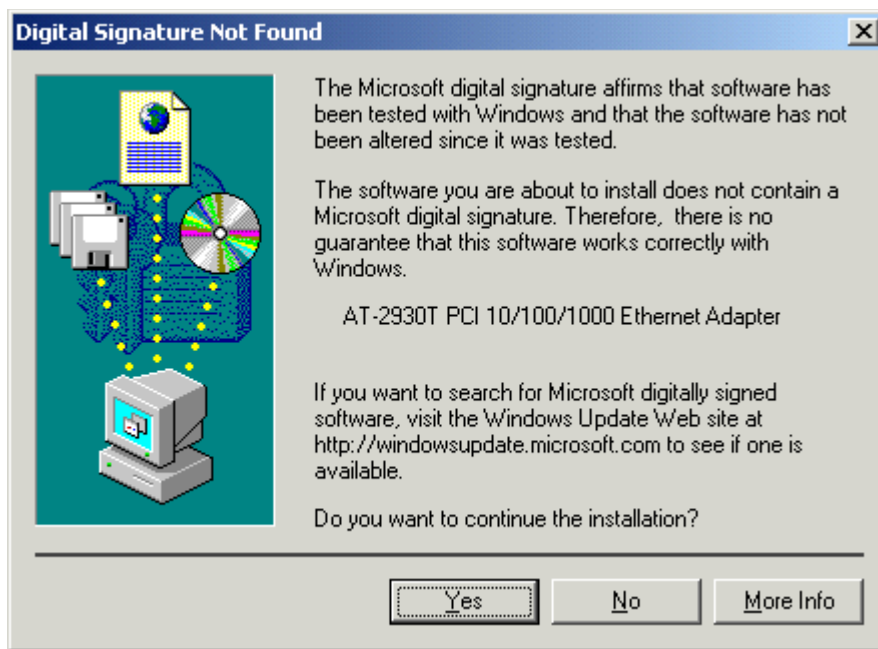 Digital Signature Not Found
The Microsoft digital signature affirms that software has
been tested with Windows and that the software has not
been altered since it was tested.
The software you are about to install does not contain a
Microsoft digital signature. Therefore, there is no
guarantee that this software works correctly with
Windows.
AT-2930T PCI 10/100/1000 Ethernet Adapter
If you want to search for Microsoft digitally signed
software, visit the Windows Update Web site at
http://windowsupdate.microsoft.com to see if one is
available.
Do you want to continue the installation?
Yes No More Info